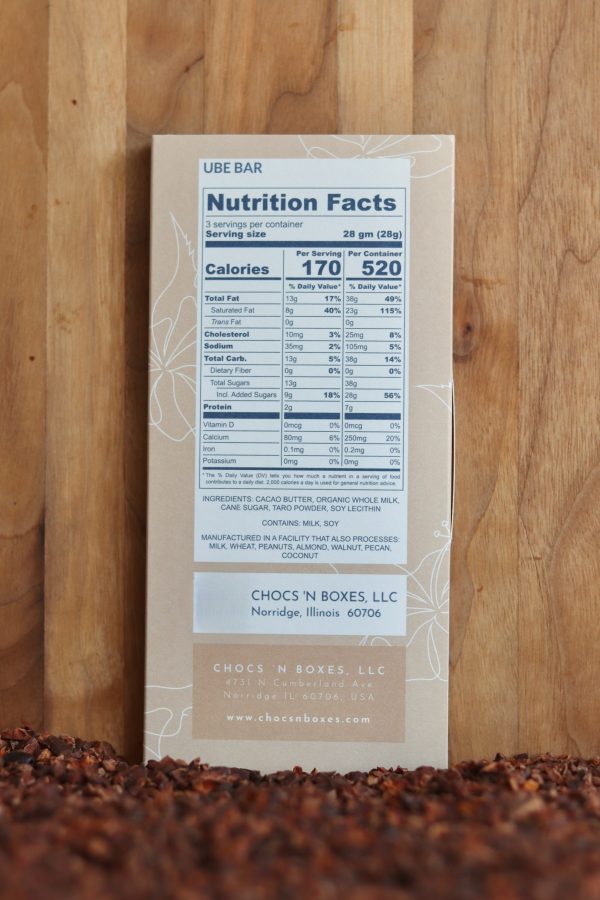 UBE BAR
Nutrition Facts
3 servings per container
Serving size 28 gm (28g)
Per Serving Per Container
Calories 170 520
% Daily Value* % Daily Value*
Total Fat 13g 17% 38g 49%
Saturated Fat 8g 40% 23g 115%
Trans Fat 0g 0g
Cholesterol 10mg 3% 25mg 8%
Sodium 35mg 2% 105mg 5%
Total Carb. 13g 5% 38g 14%
Dietary Fiber 0g 0% 0g 0%
Total Sugars 13g 38g
Incl. Added Sugars 9g 18% 28g 56%
Protein 2g 7g
Vitamin D 0mcg 0% 0mcg 0%
Calcium 80mg 6% 250mg 20%
Iron 0.1mg 0% 0.2mg 0%
Potassium 0mg 0% 0mg 0%
* The % Daily Value (DV) tells you how much a nutrient in a serving of food
contributes to a daily diet. 2,000 calories a day is used for general nutrition advice.
INGREDIENTS: CACAO BUTTER, ORGANIC WHOLE MILK,
CANE SUGAR, TARO POWDER, SOY LECITHIN
CONTAINS: MILK, SOY
MANUFACTURED IN A FACILITY THAT ALSO PROCESSES:
MILK, WHEAT, PEANUTS, ALMOND, WALNUT, PECAN,
COCONUT
CHOCS 'N BOXES, LLC
Norridge, Illinois 60706
CHOCS 'N BOXES, LLC
4731 N Cumberland Ave
Norridge IL 60706, USA
www.chocsnboxes.com